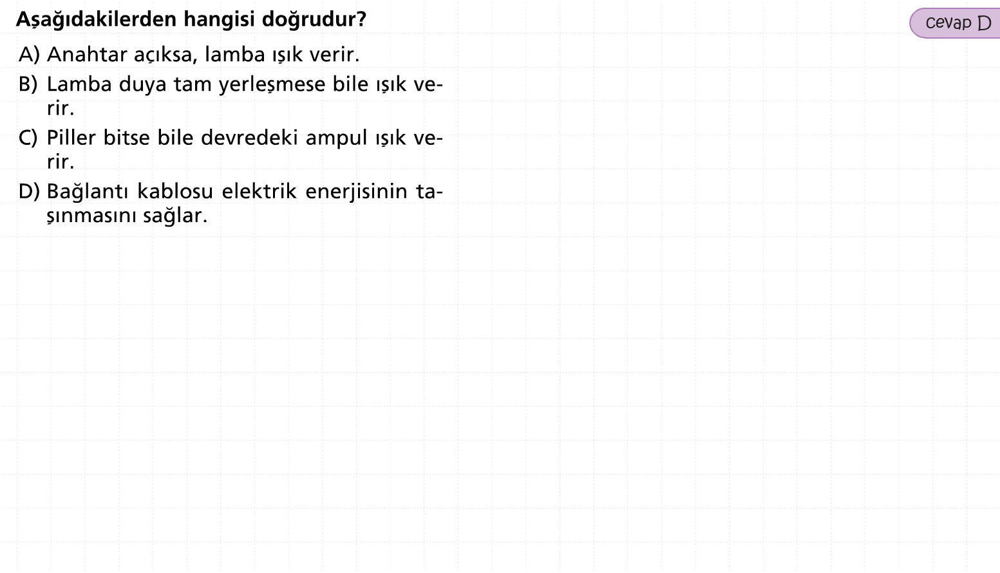 Aşağıdakilerden hangisi doğrudur?
cevap D
A) Anahtar açıksa, lamba ışık verir.
B) Lamba duya tam yerleşmese bile ışık ve-
rir.
C) Piller bitse bile devredeki ampul ışık ve-
rir.
D) Bağlantı kablosu elektrik enerjisinin ta-
şınmasını sağlar.